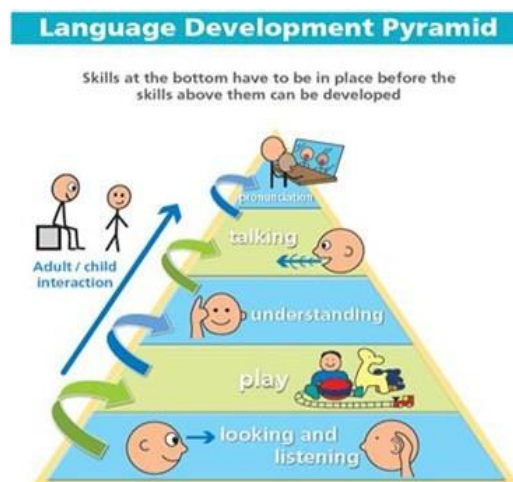 Language Development Pyramid
Skills at the bottom have to be in place before the
skills above them can be developed
pronunciation
talking
Adult / child
interaction
understanding
play
looking and
listening